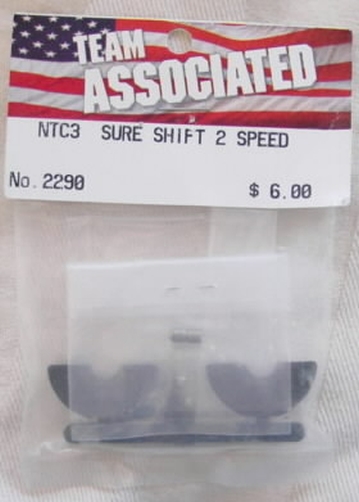 TEAM
ASSOCIATED
NTC3 SURE SHIFT 2 SPEED
No. 2290
$ 6.00